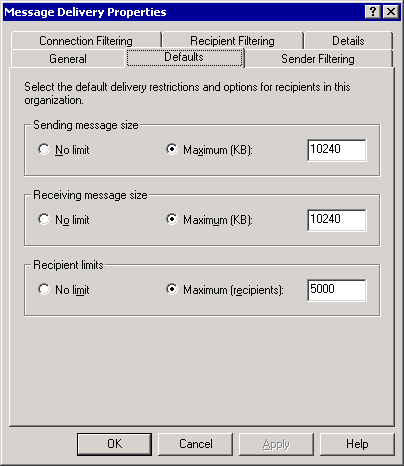 Message Delivery Properties
Connection Filtering Recipient Filtering Details
General Defaults Sender Filtering
Select the default delivery restrictions and options for recipients in this
organization.
Sending message size
No limit Maximum (KB): 10240
Receiving message size
No limit Maximum (KB): 10240
Recipient limits
No limit Maximum (recipients): 5000
OK Cancel Apply Help